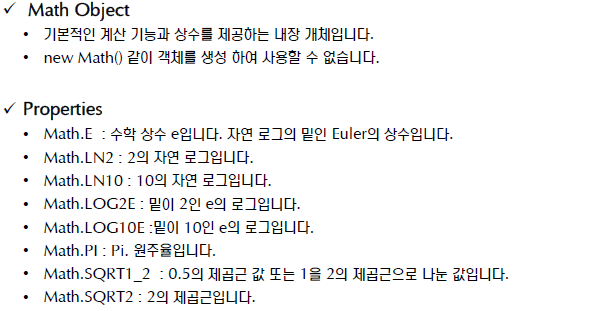 ✓ Math Object
• 기본적인 계산 기능과 상수를 제공하는 내장 개체입니다.
• new Math() 같이 객체를 생성 하여 사용할 수 없습니다.
✓ Properties
• Math.E : 수학 상수 e입니다. 자연 로그의 밑인 Euler의 상수입니다.
• Math.LN2 : 2의 자연 로그입니다.
• Math.LN10 : 10의 자연 로그입니다.
• Math.LOG2E : 밑이 2인 e의 로그입니다.
• Math.LOG10E :밑이 10인 e의 로그입니다.
• Math.PI : Pi. 원주율입니다.
• Math.SQRT1_2 : 0.5의 제곱근 값 또는 1을 2의 제곱근으로 나눈 값입니다.
• Math.SQRT2 : 2의 제곱근입니다.